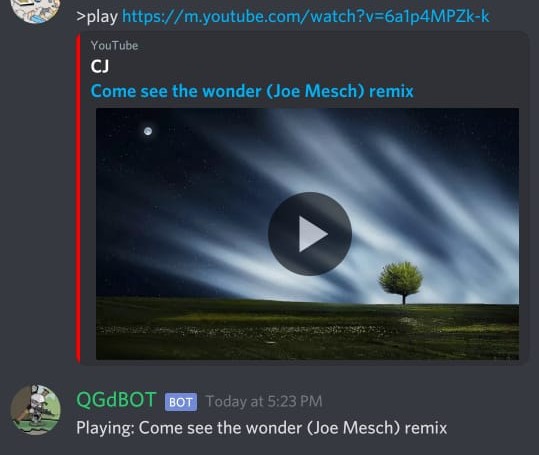 >play https://m.youtube.com/watch?v=6a1p4MPZk-k
YouTube
CJ
Come see the wonder (Joe Mesch) remix
QGdBOT BOT Today at 5:23 PM
Playing: Come see the wonder (Joe Mesch) remix